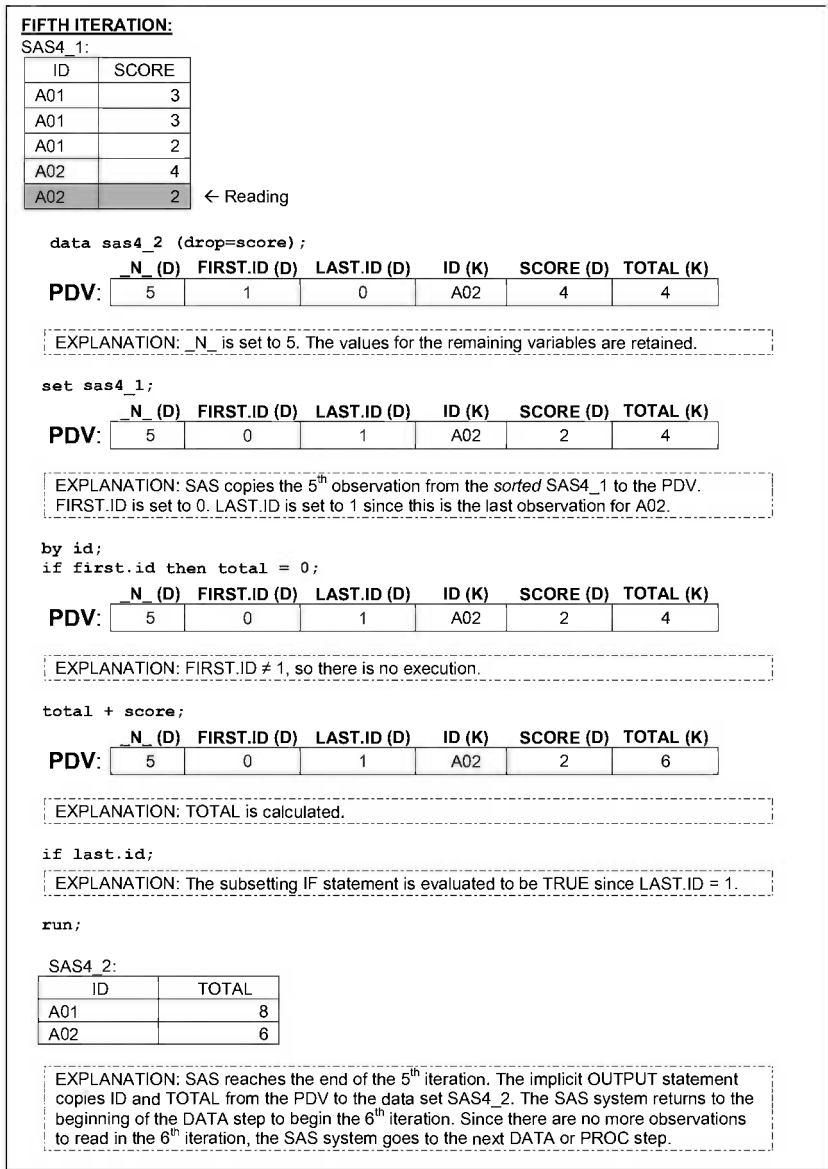 FIFTH ITERATION:
SAS4_1:
ID SCORE
A01 3
A01 3
A01 2
A02 4
A02 2 ← Reading
data sas4_2 (drop=score);
_N_ (D) FIRST.ID (D) LAST.ID (D) ID (K) SCORE (D) TOTAL (K)
PDV: 5 1 0 A02 4 4
EXPLANATION: _N_ is set to 5. The values for the remaining variables are retained.
set sas4_1;
_N_ (D) FIRST.ID (D) LAST.ID (D) ID (K) SCORE (D) TOTAL (K)
PDV: 5 0 1 A02 2 4
EXPLANATION: SAS copies the 5th observation from the sorted SAS4_1 to the PDV.
FIRST.ID is set to 0. LAST.ID is set to 1 since this is the last observation for A02.
by id;
if first.id then total = 0;
_N_ (D) FIRST.ID (D) LAST.ID (D) ID (K) SCORE (D) TOTAL (K)
PDV: 5 0 1 A02 2 4
EXPLANATION: FIRST.ID ≠ 1, so there is no execution.
total + score;
_N_ (D) FIRST.ID (D) LAST.ID (D) ID (K) SCORE (D) TOTAL (K)
PDV: 5 0 1 A02 2 6
EXPLANATION: TOTAL is calculated.
if last.id;
EXPLANATION: The subsetting IF statement is evaluated to be TRUE since LAST.ID = 1.
run;
SAS4_2:
ID TOTAL
A01 8
A02 6
EXPLANATION: SAS reaches the end of the 5th iteration. The implicit OUTPUT statement
copies ID and TOTAL from the PDV to the data set SAS4_2. The SAS system returns to the
beginning of the DATA step to begin the 6th iteration. Since there are no more observations
to read in the 6th iteration, the SAS system goes to the next DATA or PROC step.